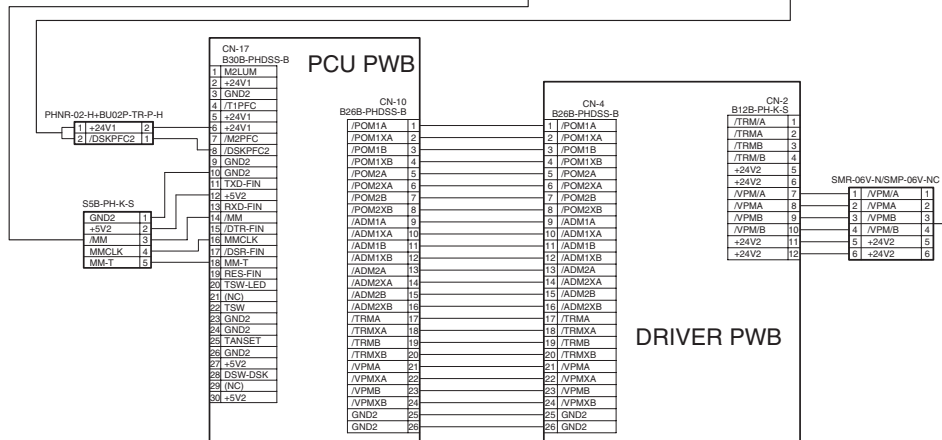 CN-17
B30B-PHDSS-B
PCU PWB
1 M2LUM
2 +24V1
3 GND2
4 /T1PFC
5 +24V1
6 +24V1
7 /M2PFC
8 /DSKPFC2
9 GND2
10 GND2
11 TXD-FIN
12 +5V2
13 RXD-FIN
14 /MM
15 /DTR-FIN
16 MMCLK
17 /DSR-FIN
18 MM-T
19 RES-FIN
20 TSW-LED
21 (NC)
22 TSW
23 GND2
24 GND2
25 TANSET
26 GND2
27 +5V2
28 DSW-DSK
29 (NC)
30 +5V2
PHNR-02-H+BU02P-TR-P-H
1 +24V1 2
2 /DSKPFC2 1
S5B-PH-K-S
GND2 1
+5V2 2
/MM 3
MMCLK 4
MM-T 5
CN-10
B26B-PHDSS-B
/POM1A 1
/POM1XA 2
/POM1B 3
/POM1XB 4
/POM2A 5
/POM2XA 6
/POM2B 7
/POM2XB 8
/ADM1A 9
/ADM1XA 10
/ADM1B 11
/ADM1XB 12
/ADM2A 13
/ADM2XA 14
/ADM2B 15
/ADM2XB 16
/TRMA 17
/TRMXA 18
/TRMB 19
/TRMXB 20
/VPMA 21
/VPMXA 22
/VPMB 23
/VPMXB 24
GND2 25
GND2 26
CN-4
B26B-PHDSS-B
1 /POM1A
2 /POM1XA
3 /POM1B
4 /POM1XB
5 /POM2A
6 /POM2XA
7 /POM2B
8 /POM2XB
9 /ADM1A
10 /ADM1XA
11 /ADM1B
12 /ADM1XB
13 /ADM2A
14 /ADM2XA
15 /ADM2B
16 /ADM2XB
17 /TRMA
18 /TRMXA
19 /TRMB
20 /TRMXB
21 /VPMA
22 /VPMXA
23 /VPMB
24 /VPMXB
25 GND2
26 GND2
DRIVER PWB
CN-2
B12B-PH-K-S
/TRM/A 1
/TRMA 2
/TRMB 3
/TRM/B 4
+24V2 5
+24V2 6
/VPM/A 7
/VPMA 8
/VPMB 9
/VPM/B 10
+24V2 11
+24V2 12
SMR-06V-N/SMP-06V-NC
1 /VPM/A 1
2 /VPMA 2
3 /VPMB 3
4 /VPM/B 4
5 +24V2 5
6 +24V2 6